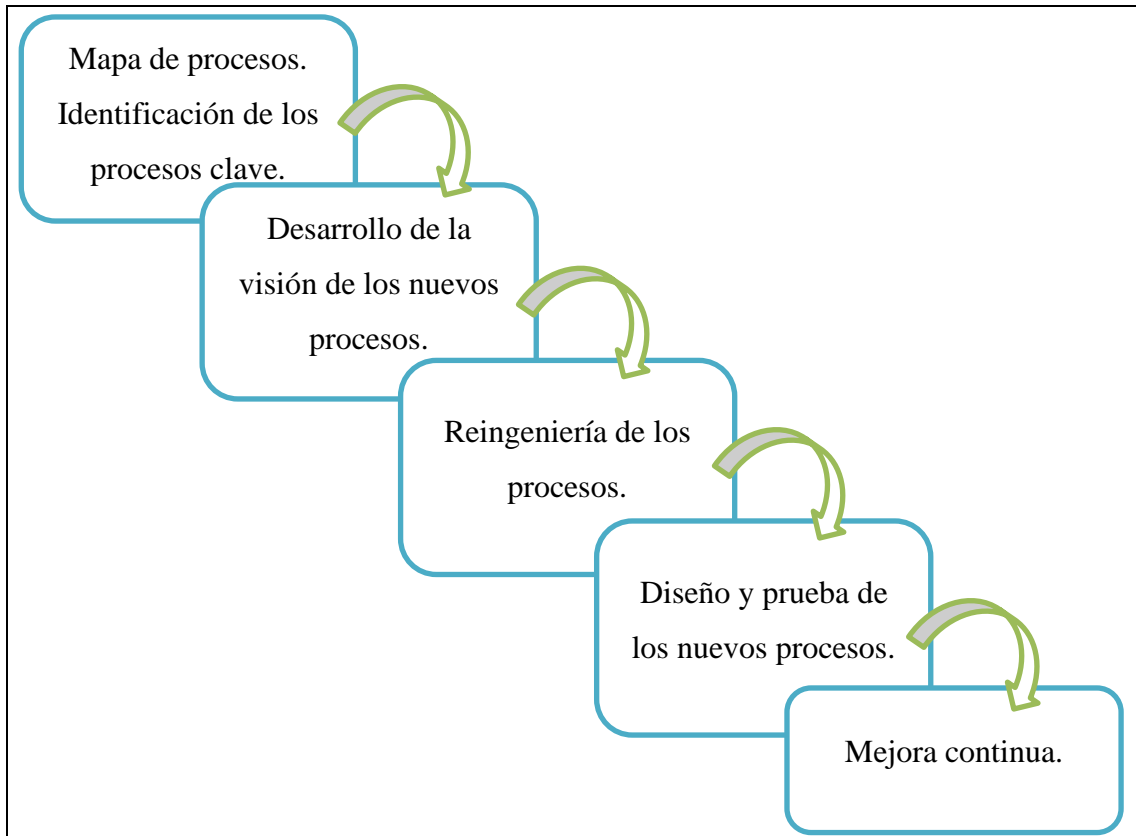 Mapa de procesos.
Identificación de los
procesos clave.
Desarrollo de la
visión de los nuevos
procesos.
Reingeniería de los
procesos.
Diseño y prueba de
los nuevos procesos.
Mejora continua.